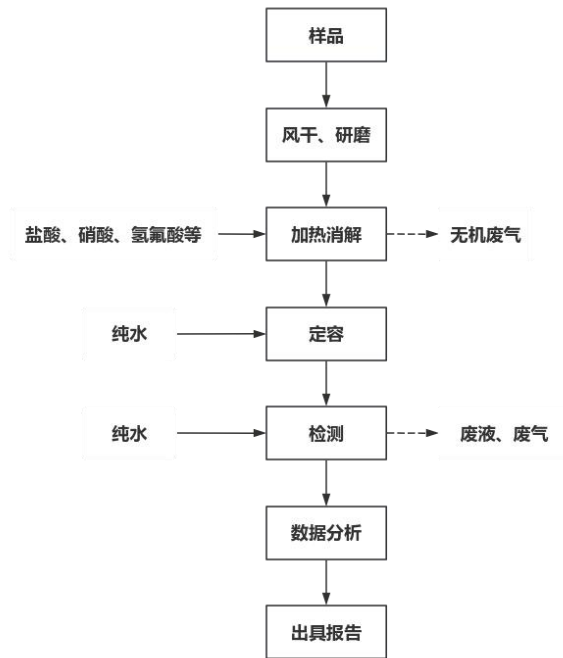 样品
风干、研磨
盐酸、硝酸、氢氟酸等
加热消解
无机废气
纯水
定容
纯水
检测
废液、废气
数据分析
出具报告